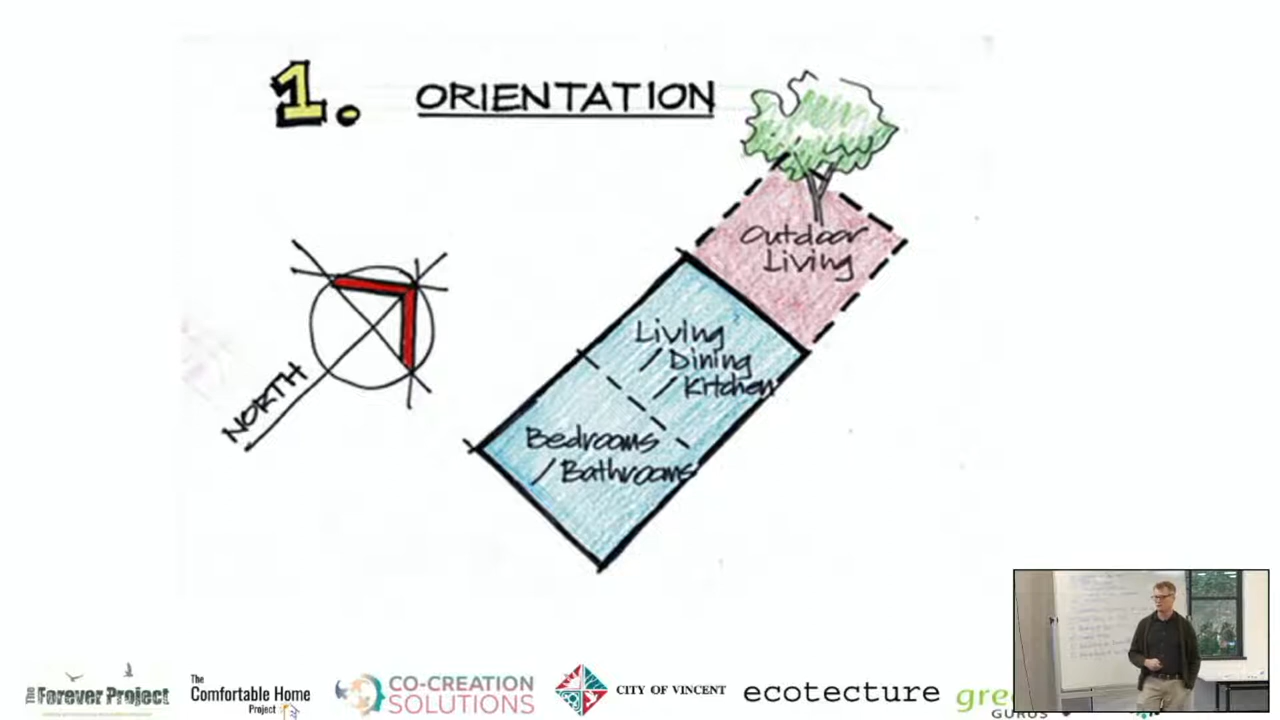 1. ORIENTATION
Outdoor
Living
Living
/ Dining
/ Kitchen
NORTH
Bedrooms
/ Bathrooms
The Forever Project
The
Comfortable Home
Project
CO-CREATION
SOLUTIONS
CITY OF VINCENT
ecotecture
gre
GURUS